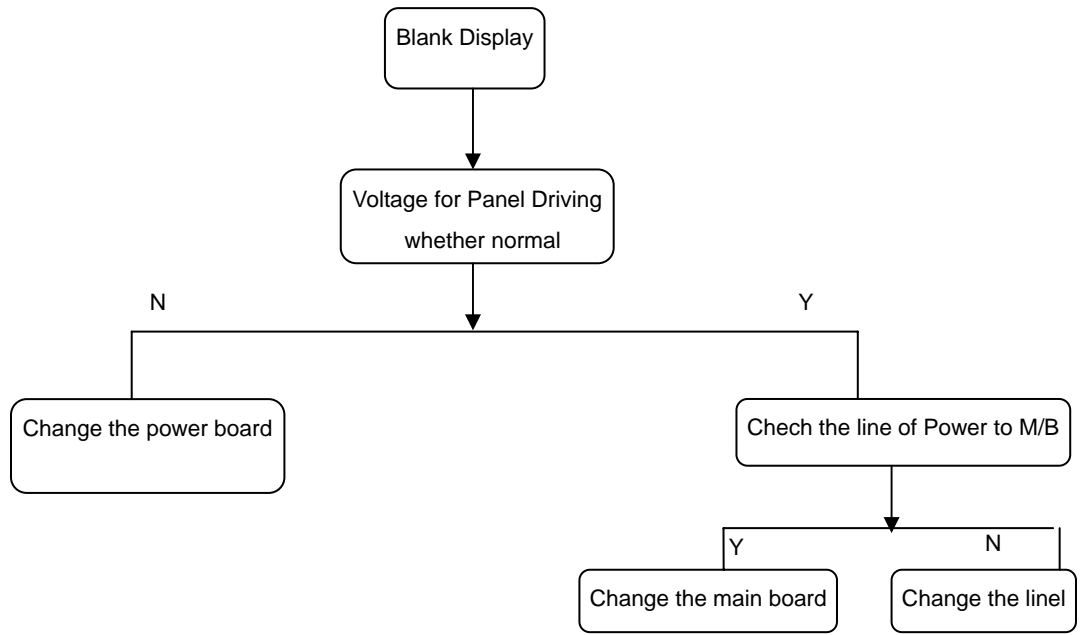 Blank Display
Voltage for Panel Driving
whether normal
N
Y
Change the power board
Chech the line of Power to M/B
Y
N
Change the main board
Change the linel